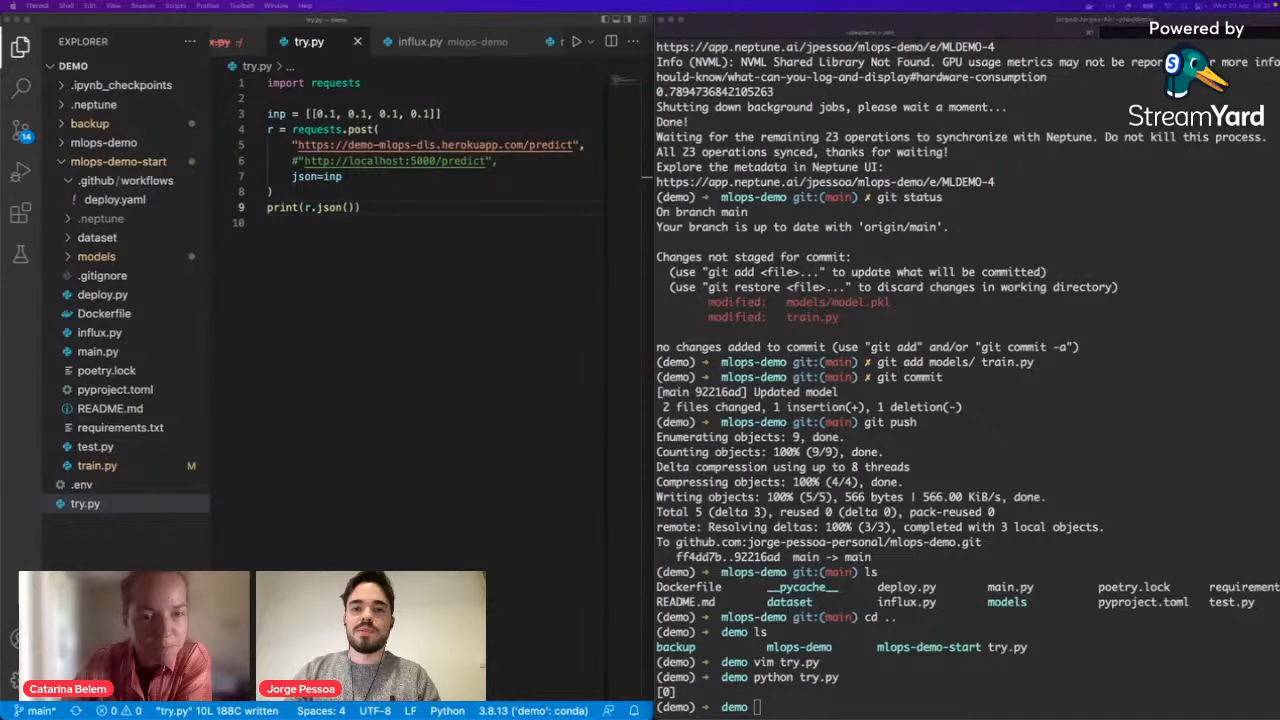 iTerm2 Shell Edit View Session Scripts Profiles Toolbelt Window Help
try.py — demo
EXPLORER
try.py
influx.py mlops-demo
DEMO
.ipynb_checkpoints
.neptune
backup
mlops-demo
mlops-demo-start
.github/workflows
deploy.yaml
.neptune
dataset
models
.gitignore
deploy.py
Dockerfile
influx.py
main.py
poetry.lock
pyproject.toml
README.md
requirements.txt
test.py
train.py M
.env
try.py
14
try.py > ...
1 import requests
2
3 inp = [[0.1, 0.1, 0.1, 0.1]]
4 r = requests.post(
5 "https://demo-mlops-dls.herokuapp.com/predict",
6 #"http://localhost:5000/predict",
7 json=inp
8 )
9 print(r.json())
10
https://app.neptune.ai/jpessoa/mlops-demo/e/MLDEMO-4
Info (NVML): NVML Shared Library Not Found. GPU usage metrics may not be repor
r more info
hould-know/what-can-you-log-and-display#hardware-consumption
0.7894736842105263
Shutting down background jobs, please wait a moment...
Done!
Waiting for the remaining 23 operations to synchronize with Neptune. Do not kill this process.
All 23 operations synced, thanks for waiting!
Explore the metadata in Neptune UI:
https://app.neptune.ai/jpessoa/mlops-demo/e/MLDEMO-4
(demo) → mlops-demo git:(main) ✗ git status
On branch main
Your branch is up to date with 'origin/main'.
Changes not staged for commit:
(use "git add <file>..." to update what will be committed)
(use "git restore <file>..." to discard changes in working directory)
modified: models/model.pkl
modified: train.py
no changes added to commit (use "git add" and/or "git commit -a")
(demo) → mlops-demo git:(main) ✗ git add models/ train.py
(demo) → mlops-demo git:(main) ✗ git commit
[main 92216ad] Updated model
2 files changed, 1 insertion(+), 1 deletion(-)
(demo) → mlops-demo git:(main) git push
Enumerating objects: 9, done.
Counting objects: 100% (9/9), done.
Delta compression using up to 8 threads
Compressing objects: 100% (4/4), done.
Writing objects: 100% (5/5), 566 bytes | 566.00 KiB/s, done.
Total 5 (delta 3), reused 0 (delta 0), pack-reused 0
remote: Resolving deltas: 100% (3/3), completed with 3 local objects.
To github.com:jorge-pessoa-personal/mlops-demo.git
ff4dd7b..92216ad main -> main
(demo) → mlops-demo git:(main) ls
Dockerfile __pycache__ deploy.py main.py poetry.lock requirement
README.md dataset influx.py models pyproject.toml test.py
(demo) → mlops-demo git:(main) cd ..
(demo) → demo ls
backup mlops-demo mlops-demo-start try.py
(demo) → demo vim try.py
(demo) → demo python try.py
[0]
(demo) → demo
Powered by
StreamYard
Catarina Belem
Jorge Pessoa
main* 0 0 "try.py" 10L 188C written Spaces: 4 UTF-8 LF Python 3.8.13 ('demo': conda)